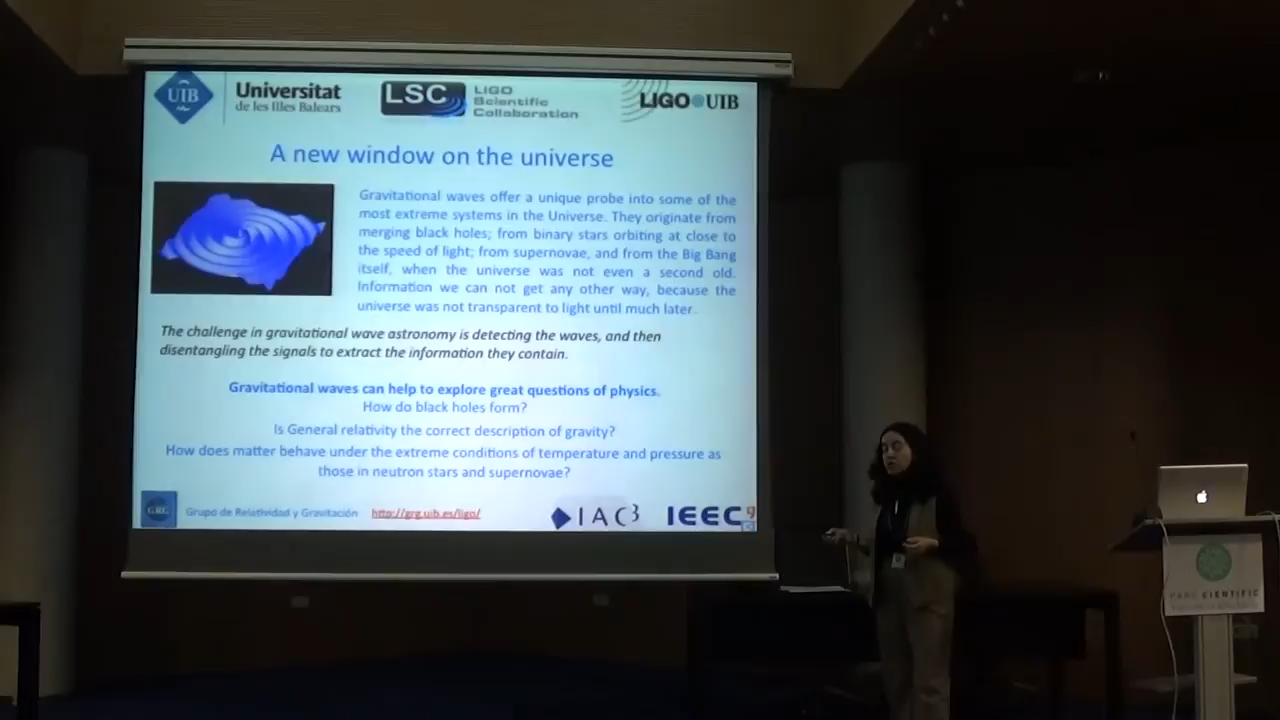 UIB
Universitat
de les Illes Balears
LSC
LIGO
Scientific
Collaboration
LIGO UIB
A new window on the universe
Gravitational waves offer a unique probe into some of the
most extreme systems in the Universe. They originate from
merging black holes; from binary stars orbiting at close to
the speed of light; from supernovae, and from the Big Bang
itself, when the universe was not even a second old.
Information we can not get any other way, because the
universe was not transparent to light until much later.
The challenge in gravitational wave astronomy is detecting the waves, and then
disentangling the signals to extract the information they contain.
Gravitational waves can help to explore great questions of physics.
How do black holes form?
Is General relativity the correct description of gravity?
How does matter behave under the extreme conditions of temperature and pressure as
those in neutron stars and supernovae?
GRG
Grupo de Relatividad y Gravitación
http://grg.uib.es/ligo/
IAC3
IEEC
9
PARC CIENTIFIC